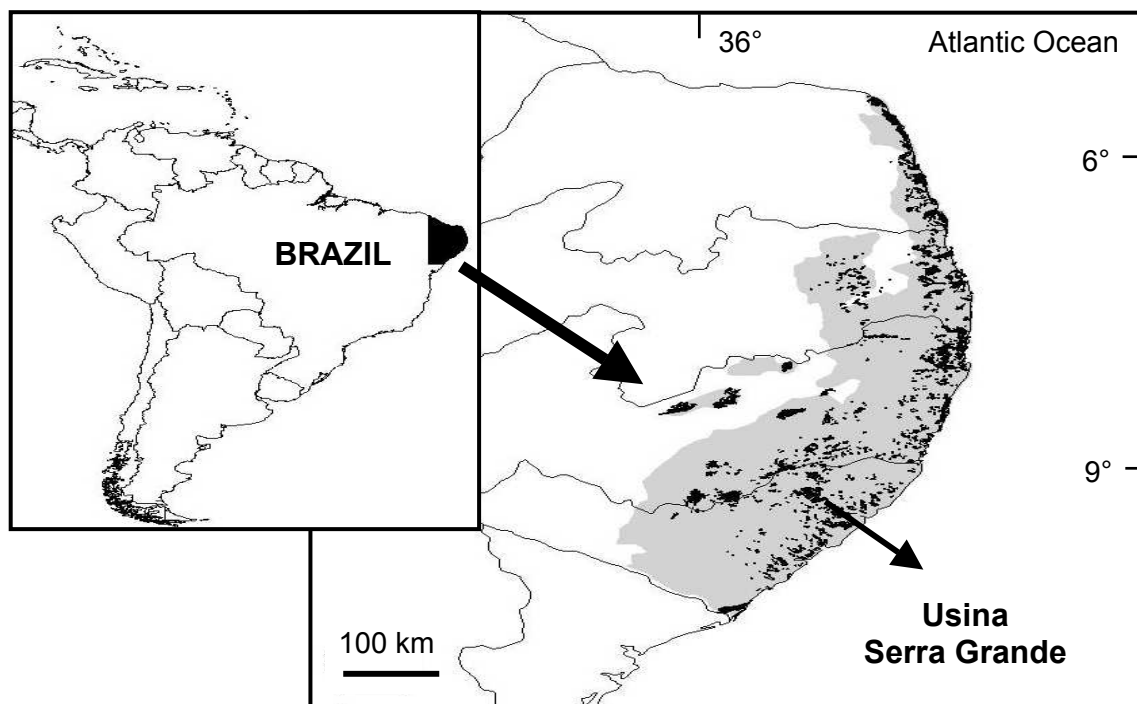 36°
Atlantic Ocean
6°
BRAZIL
9°
Usina
Serra Grande
100 km